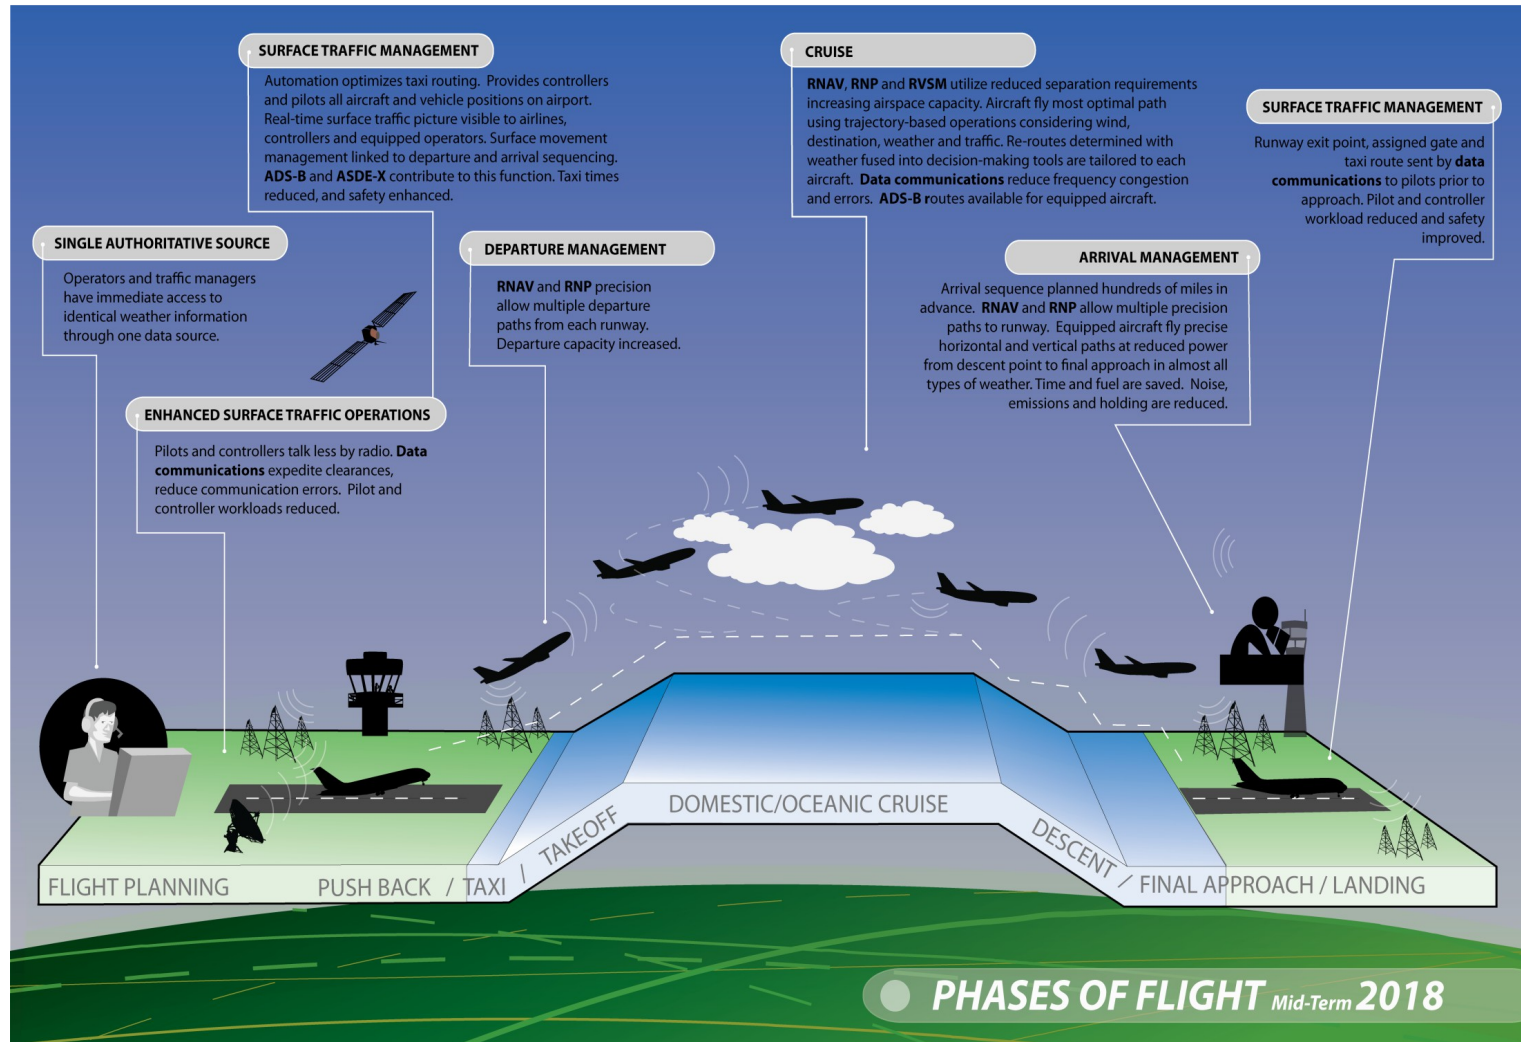 SURFACE TRAFFIC MANAGEMENT
Automation optimizes taxi routing. Provides controllers
and pilots all aircraft and vehicle positions on airport.
Real-time surface traffic picture visible to airlines,
controllers and equipped operators. Surface movement
management linked to departure and arrival sequencing.
ADS-B and ASDE-X contribute to this function. Taxi times
reduced, and safety enhanced.
CRUISE
RNAV, RNP and RVSM utilize reduced separation requirements
increasing airspace capacity. Aircraft fly most optimal path
using trajectory-based operations considering wind,
destination, weather and traffic. Re-routes determined with
weather fused into decision-making tools are tailored to each
aircraft. Data communications reduce frequency congestion
and errors. ADS-B routes available for equipped aircraft.
SURFACE TRAFFIC MANAGEMENT
Runway exit point, assigned gate and
taxi route sent by data
communications to pilots prior to
approach. Pilot and controller
workload reduced and safety
improved.
SINGLE AUTHORITATIVE SOURCE
Operators and traffic managers
have immediate access to
identical weather information
through one data source.
DEPARTURE MANAGEMENT
RNAV and RNP precision
allow multiple departure
paths from each runway.
Departure capacity increased.
ARRIVAL MANAGEMENT
Arrival sequence planned hundreds of miles in
advance. RNAV and RNP allow multiple precision
paths to runway. Equipped aircraft fly precise
horizontal and vertical paths at reduced power
from descent point to final approach in almost all
types of weather. Time and fuel are saved. Noise,
emissions and holding are reduced.
ENHANCED SURFACE TRAFFIC OPERATIONS
Pilots and controllers talk less by radio. Data
communications expedite clearances,
reduce communication errors. Pilot and
controller workloads reduced.
FLIGHT PLANNING
PUSH BACK / TAXI / TAKEOFF
DOMESTIC/OCEANIC CRUISE
DESCENT / FINAL APPROACH / LANDING
PHASES OF FLIGHT Mid-Term 2018